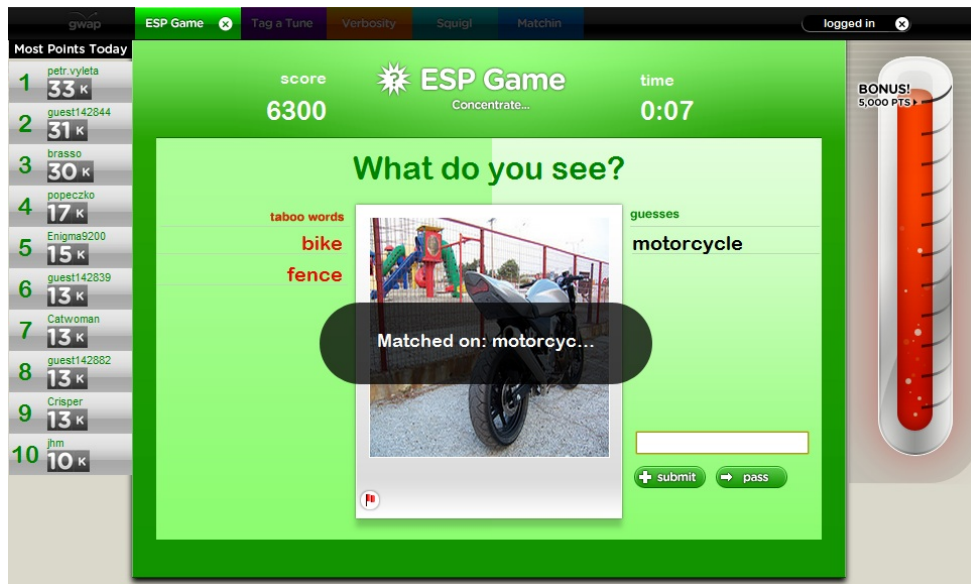 gwap
ESP Game
Tag a Tune
Verbosity
Squigl
Matchin
logged in
Most Points Today
1 petr.vyleta 33 K
2 guest142844 31 K
3 brasso 30 K
4 popeczko 17 K
5 Enigma9200 15 K
6 guest142839 13 K
7 Catwoman 13 K
8 guest142882 13 K
9 Crisper 13 K
10 jhm 10 K
score
6300
ESP Game
Concentrate...
time
0:07
BONUS!
5,000 PTS
What do you see?
taboo words
bike
fence
Matched on: motorcyc...
guesses
motorcycle
submit
pass